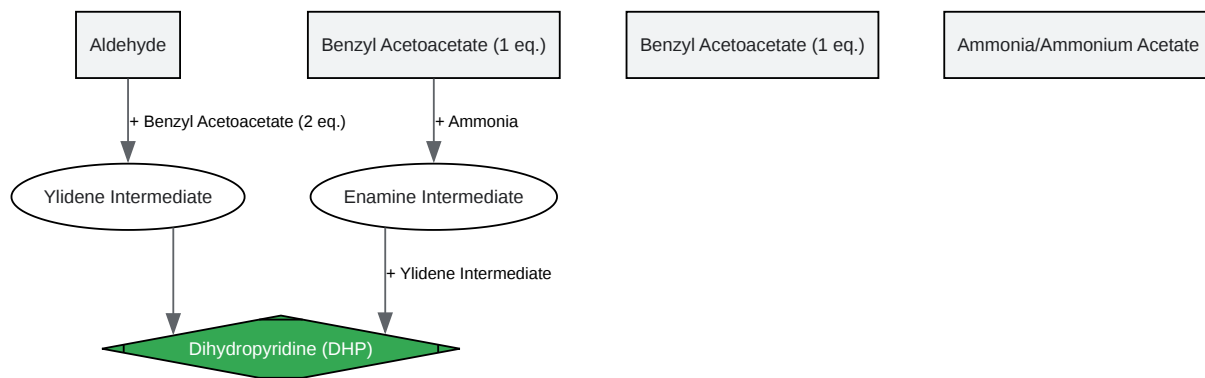 Aldehyde
Benzyl Acetoacetate (1 eq.)
Benzyl Acetoacetate (1 eq.)
Ammonia/Ammonium Acetate
+ Benzyl Acetoacetate (2 eq.)
+ Ammonia
Ylidene Intermediate
Enamine Intermediate
+ Ylidene Intermediate
Dihydropyridine (DHP)